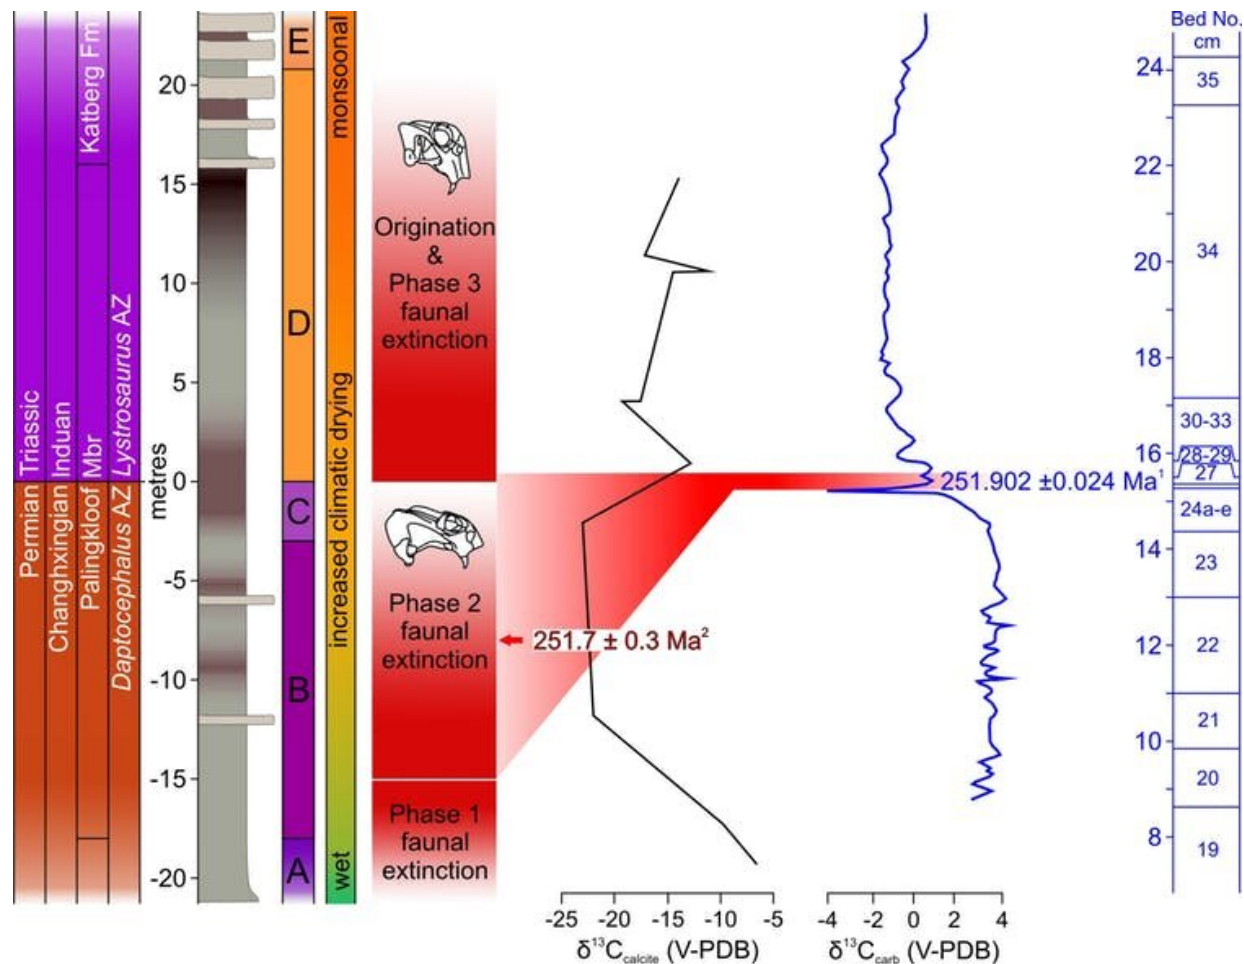 Triassic
Permian
Induan
Changhxingian
Katberg Fm
Palingkloof Mbr
Lystrosaurus AZ
Daptocephalus AZ
metres
20
15
10
5
0
-5
-10
-15
-20
E
D
C
B
A
monsoonal
increased climatic drying
wet
Origination
&
Phase 3
faunal
extinction
Phase 2
faunal
extinction
Phase 1
faunal
extinction
251.7 ± 0.3 Ma²
251.902 ±0.024 Ma¹
-25 -20 -15 -10 -5
δ¹³Ccalcite (V-PDB)
-4 -2 0 2 4
δ¹³Ccarb (V-PDB)
24
22
20
18
16
14
12
10
8
Bed No.
cm
35
34
30-33
28-29
27
24a-e
23
22
21
20
19